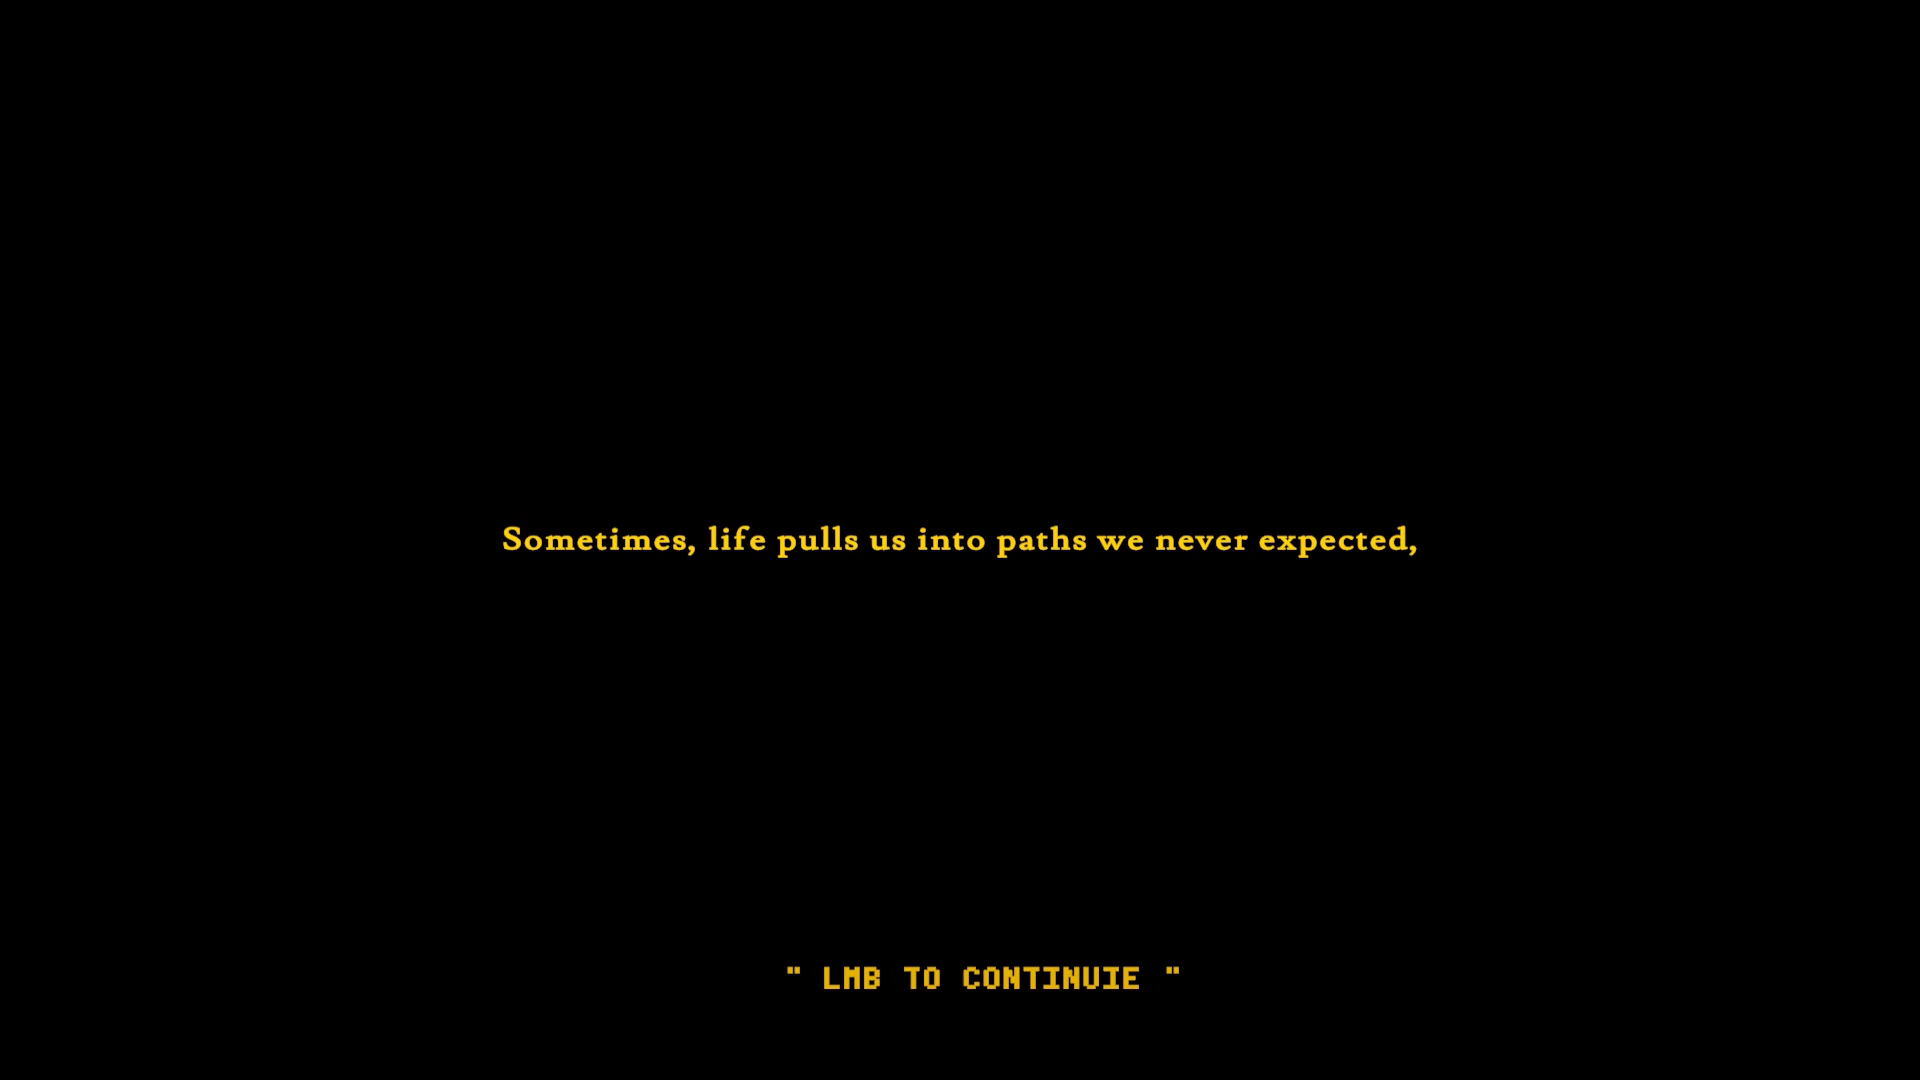 Sometimes, life pulls us into paths we never expected,
" LMB TO CONTINUIE "